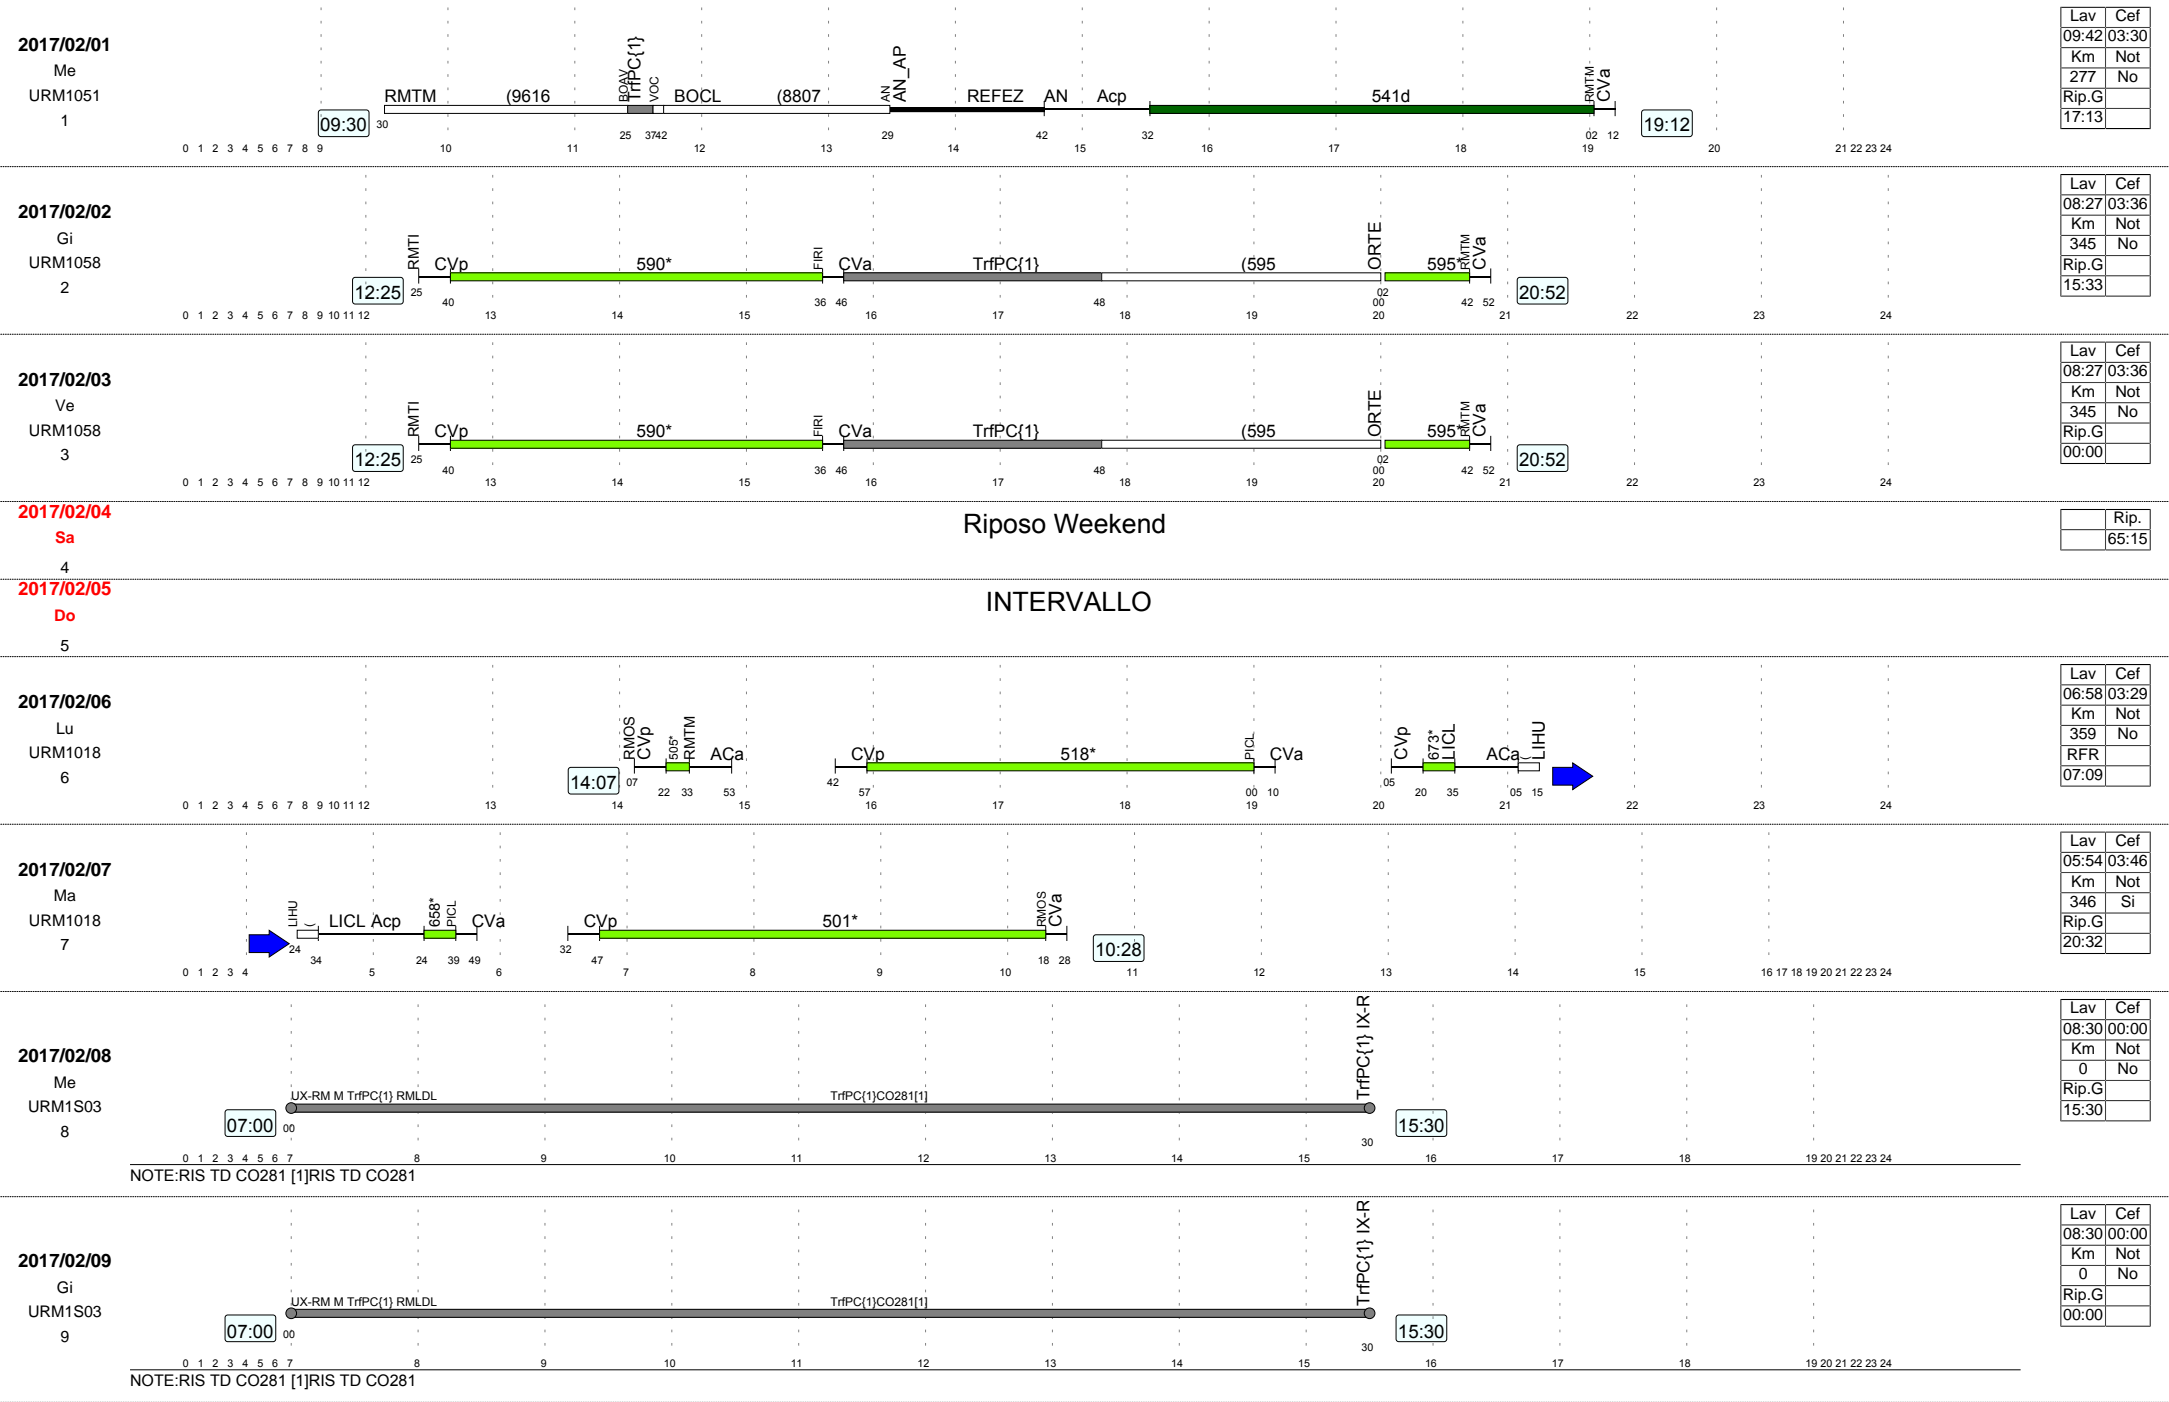 2017/02/01
Me
URM1051
1
09:30
RMTM (9616 BOAV TrfPC{1} VOC BOCL (8807 AN AN_AP REFEZ AN Acp 541d RMTM CVa
30 25 37 42 29 42 32 02 12
19:12
0 1 2 3 4 5 6 7 8 9 10 11 12 13 14 15 16 17 18 19 20 21 22 23 24
Lav Cef
09:42 03:30
Km Not
277 No
Rip.G
17:13
2017/02/02
Gi
URM1058
2
12:25
RMTI CVp 590* FIRI CVa TrfPC{1} (595 ORTE 595* RMTM CVa
25 40 36 46 48 00 02 42 52
20:52
0 1 2 3 4 5 6 7 8 9 10 11 12 13 14 15 16 17 18 19 20 21 22 23 24
Lav Cef
08:27 03:36
Km Not
345 No
Rip.G
15:33
2017/02/03
Ve
URM1058
3
12:25
RMTI CVp 590* FIRI CVa TrfPC{1} (595 ORTE 595* RMTM CVa
25 40 36 46 48 00 02 42 52
20:52
0 1 2 3 4 5 6 7 8 9 10 11 12 13 14 15 16 17 18 19 20 21 22 23 24
Lav Cef
08:27 03:36
Km Not
345 No
Rip.G
00:00
2017/02/04
Sa
4
Riposo Weekend
Rip.
65:15
2017/02/05
Do
5
INTERVALLO
2017/02/06
Lu
URM1018
6
14:07
RMOS CVp 505* RMTM ACa CVp 518* PICL CVa CVp 673* LICL ACa ( LIHU
07 22 33 53 42 57 00 10 05 20 35 05 15
0 1 2 3 4 5 6 7 8 9 10 11 12 13 14 15 16 17 18 19 20 21 22 23 24
Lav Cef
06:58 03:29
Km Not
359 No
RFR
07:09
2017/02/07
Ma
URM1018
7
LIHU ( LICL Acp 658* PICL CVa CVp 501* RMOS CVa
24 34 24 39 49 32 47 18 28
10:28
0 1 2 3 4 5 6 7 8 9 10 11 12 13 14 15 16 17 18 19 20 21 22 23 24
Lav Cef
05:54 03:46
Km Not
346 Si
Rip.G
20:32
2017/02/08
Me
URM1S03
8
07:00
UX-RM M TrfPC{1} RMLDL TrfPC{1}CO281[1] TrfPC{1} IX-R
00 30
15:30
0 1 2 3 4 5 6 7 8 9 10 11 12 13 14 15 16 17 18 19 20 21 22 23 24
NOTE:RIS TD CO281 [1]RIS TD CO281
Lav Cef
08:30 00:00
Km Not
0 No
Rip.G
15:30
2017/02/09
Gi
URM1S03
9
07:00
UX-RM M TrfPC{1} RMLDL TrfPC{1}CO281[1] TrfPC{1} IX-R
00 30
15:30
0 1 2 3 4 5 6 7 8 9 10 11 12 13 14 15 16 17 18 19 20 21 22 23 24
NOTE:RIS TD CO281 [1]RIS TD CO281
Lav Cef
08:30 00:00
Km Not
0 No
Rip.G
00:00